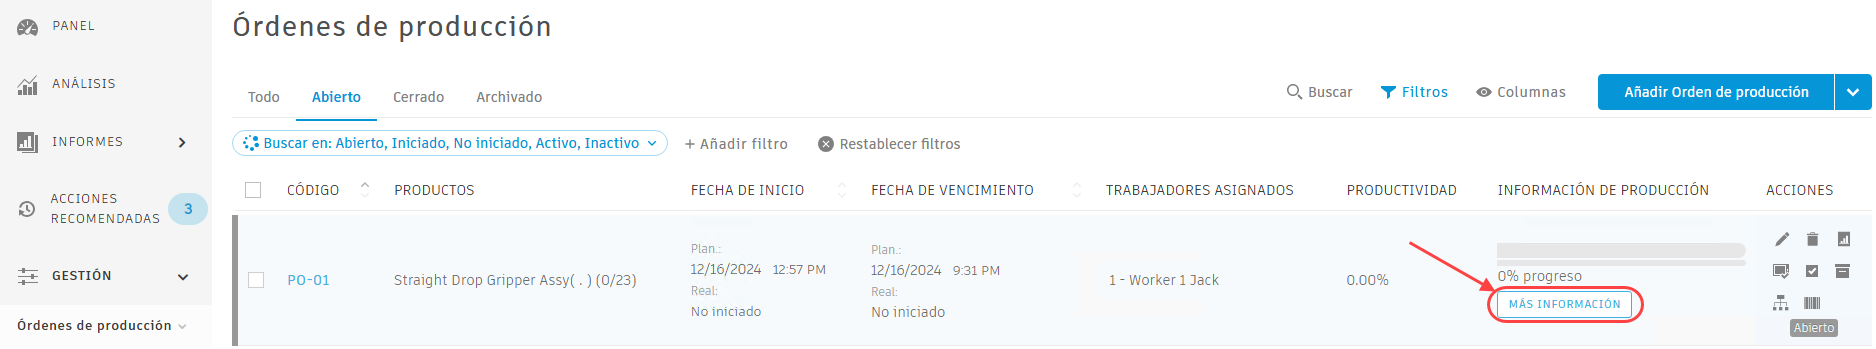 PANEL
ANÁLISIS
INFORMES
ACCIONES
RECOMENDADAS
3
GESTIÓN
Órdenes de producción
Órdenes de producción
Todo Abierto Cerrado Archivado
Buscar Filtros Columnas Añadir Orden de producción
Buscar en: Abierto, Iniciado, No iniciado, Activo, Inactivo + Añadir filtro Restablecer filtros
CÓDIGO PRODUCTOS FECHA DE INICIO FECHA DE VENCIMIENTO TRABAJADORES ASIGNADOS PRODUCTIVIDAD INFORMACIÓN DE PRODUCCIÓN ACCIONES
PO-01
Straight Drop Gripper Assy( . ) (0/23)
Plan.:
12/16/2024 12:57 PM
Real:
No iniciado
Plan.:
12/16/2024 9:31 PM
Real:
No iniciado
1 - Worker 1 Jack
0.00%
0% progreso
MÁS INFORMACIÓN
Abierto